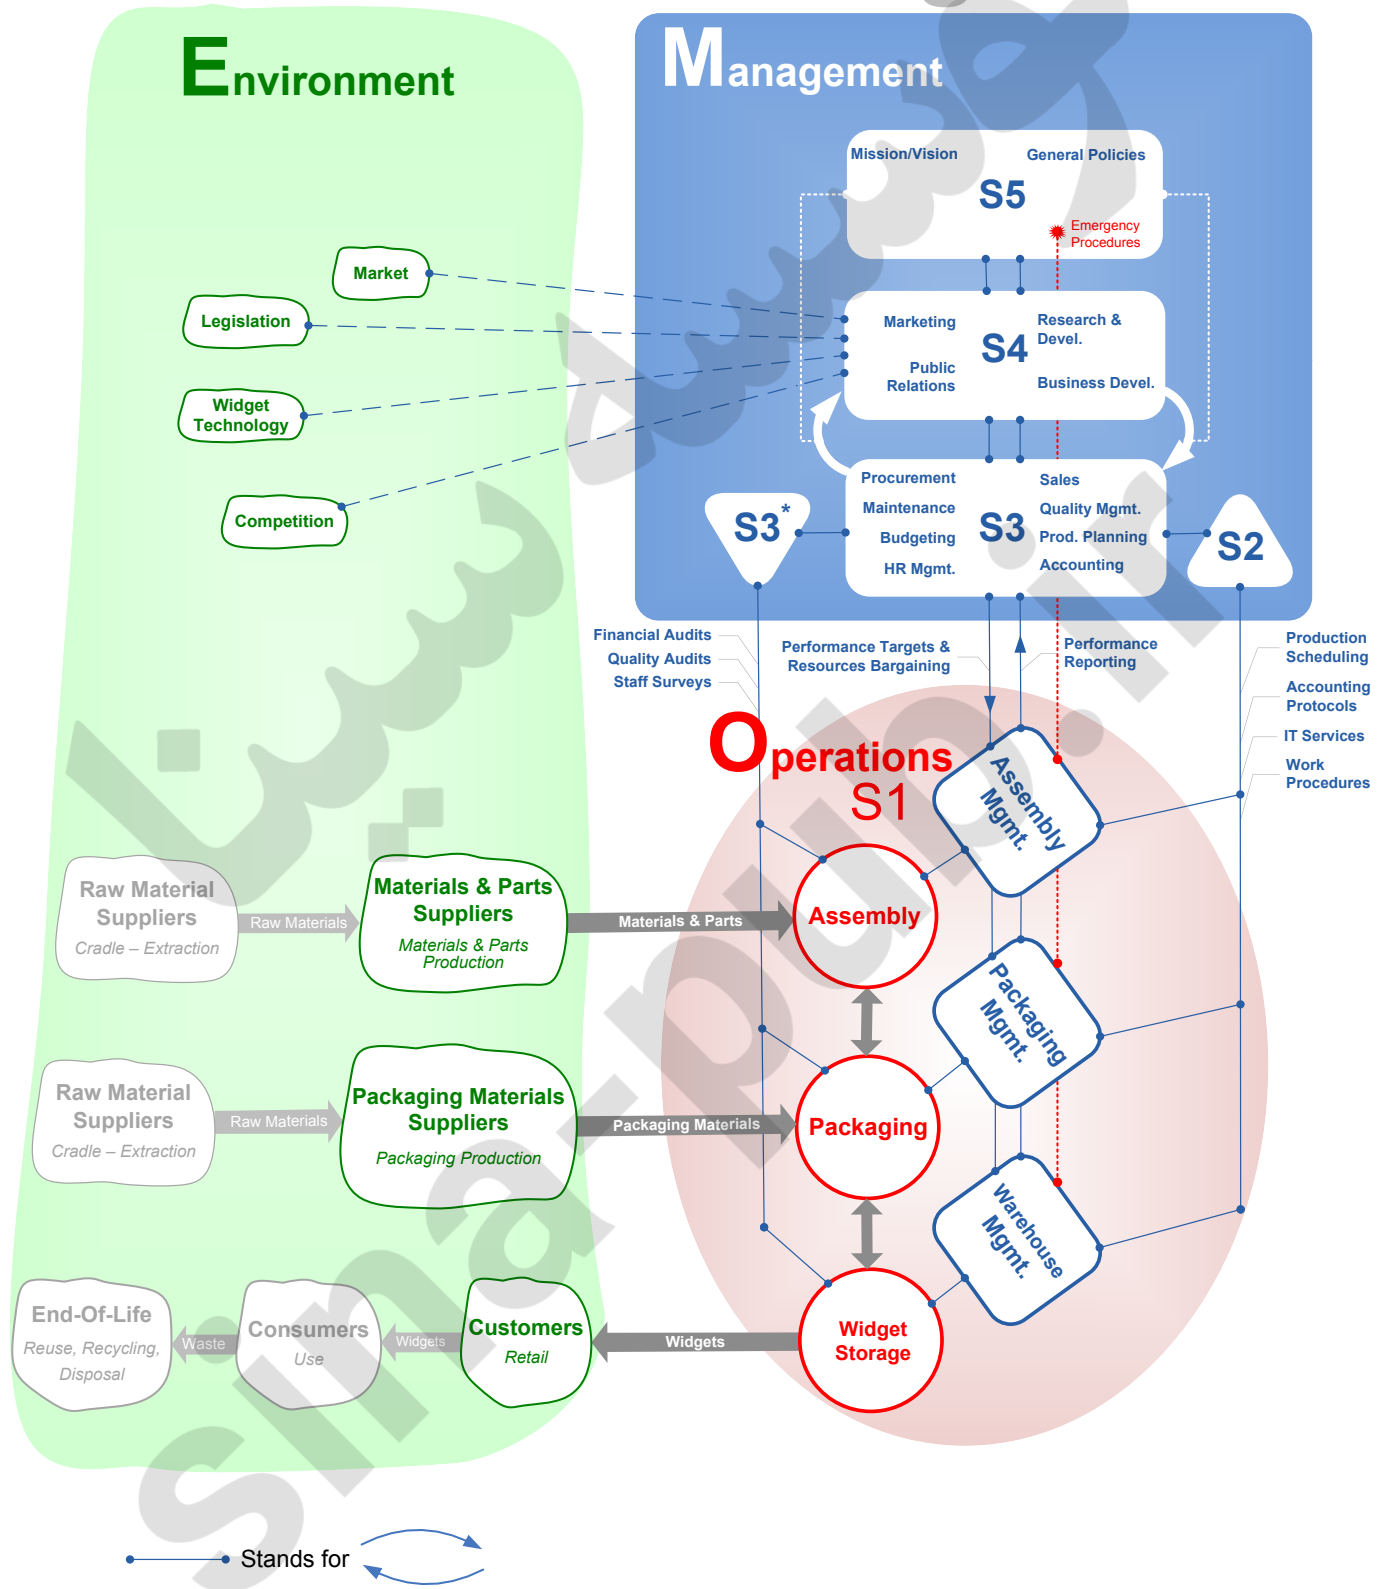 Environment
Management
Mission/Vision
General Policies
S5
Emergency
Procedures
Market
Legislation
Widget
Technology
Competition
Marketing
Public
Relations
S4
Research &
Devel.
Business Devel.
Procurement
Maintenance
Budgeting
HR Mgmt.
S3
Sales
Quality Mgmt.
Prod. Planning
Accounting
S3*
S2
Financial Audits
Quality Audits
Staff Surveys
Performance Targets &
Resources Bargaining
Performance
Reporting
Production
Scheduling
Accounting
Protocols
IT Services
Work
Procedures
Operations
S1
Assembly
Mgmt.
Raw Material
Suppliers
Cradle – Extraction
Raw Materials
Materials & Parts
Suppliers
Materials & Parts
Production
Materials & Parts
Assembly
Packaging
Mgmt.
Raw Material
Suppliers
Cradle – Extraction
Raw Materials
Packaging Materials
Suppliers
Packaging Production
Packaging Materials
Packaging
Warehouse
Mgmt.
End-Of-Life
Reuse, Recycling,
Disposal
Waste
Consumers
Use
Widgets
Customers
Retail
Widgets
Widget
Storage
Stands for
sina-pub.ir